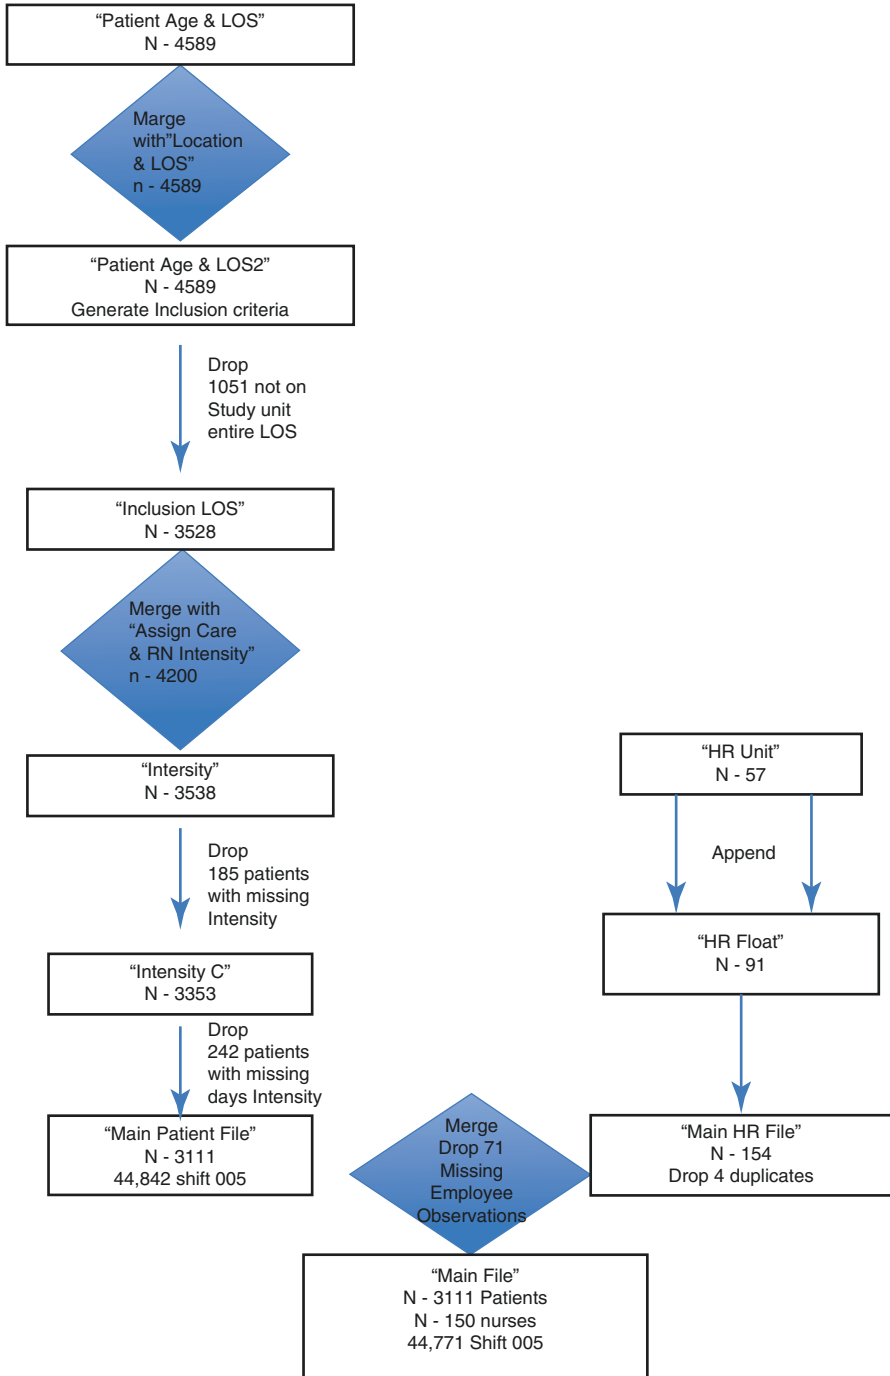 “Patient Age & LOS”
N - 4589
Marge
with”Location
& LOS”
n - 4589
“Patient Age & LOS2”
N - 4589
Generate Inclusion criteria
Drop
1051 not on
Study unit
entire LOS
“Inclusion LOS”
N - 3528
Merge with
“Assign Care
& RN Intensity”
n - 4200
“Intersity”
N - 3538
Drop
185 patients
with missing
Intensity
“Intensity C”
N - 3353
Drop
242 patients
with missing
days Intensity
“Main Patient File”
N - 3111
44,842 shift 005
“HR Unit”
N - 57
Append
“HR Float”
N - 91
“Main HR File”
N - 154
Drop 4 duplicates
Merge
Drop 71
Missing
Employee
Observations
“Main File”
N - 3111 Patients
N - 150 nurses
44,771 Shift 005